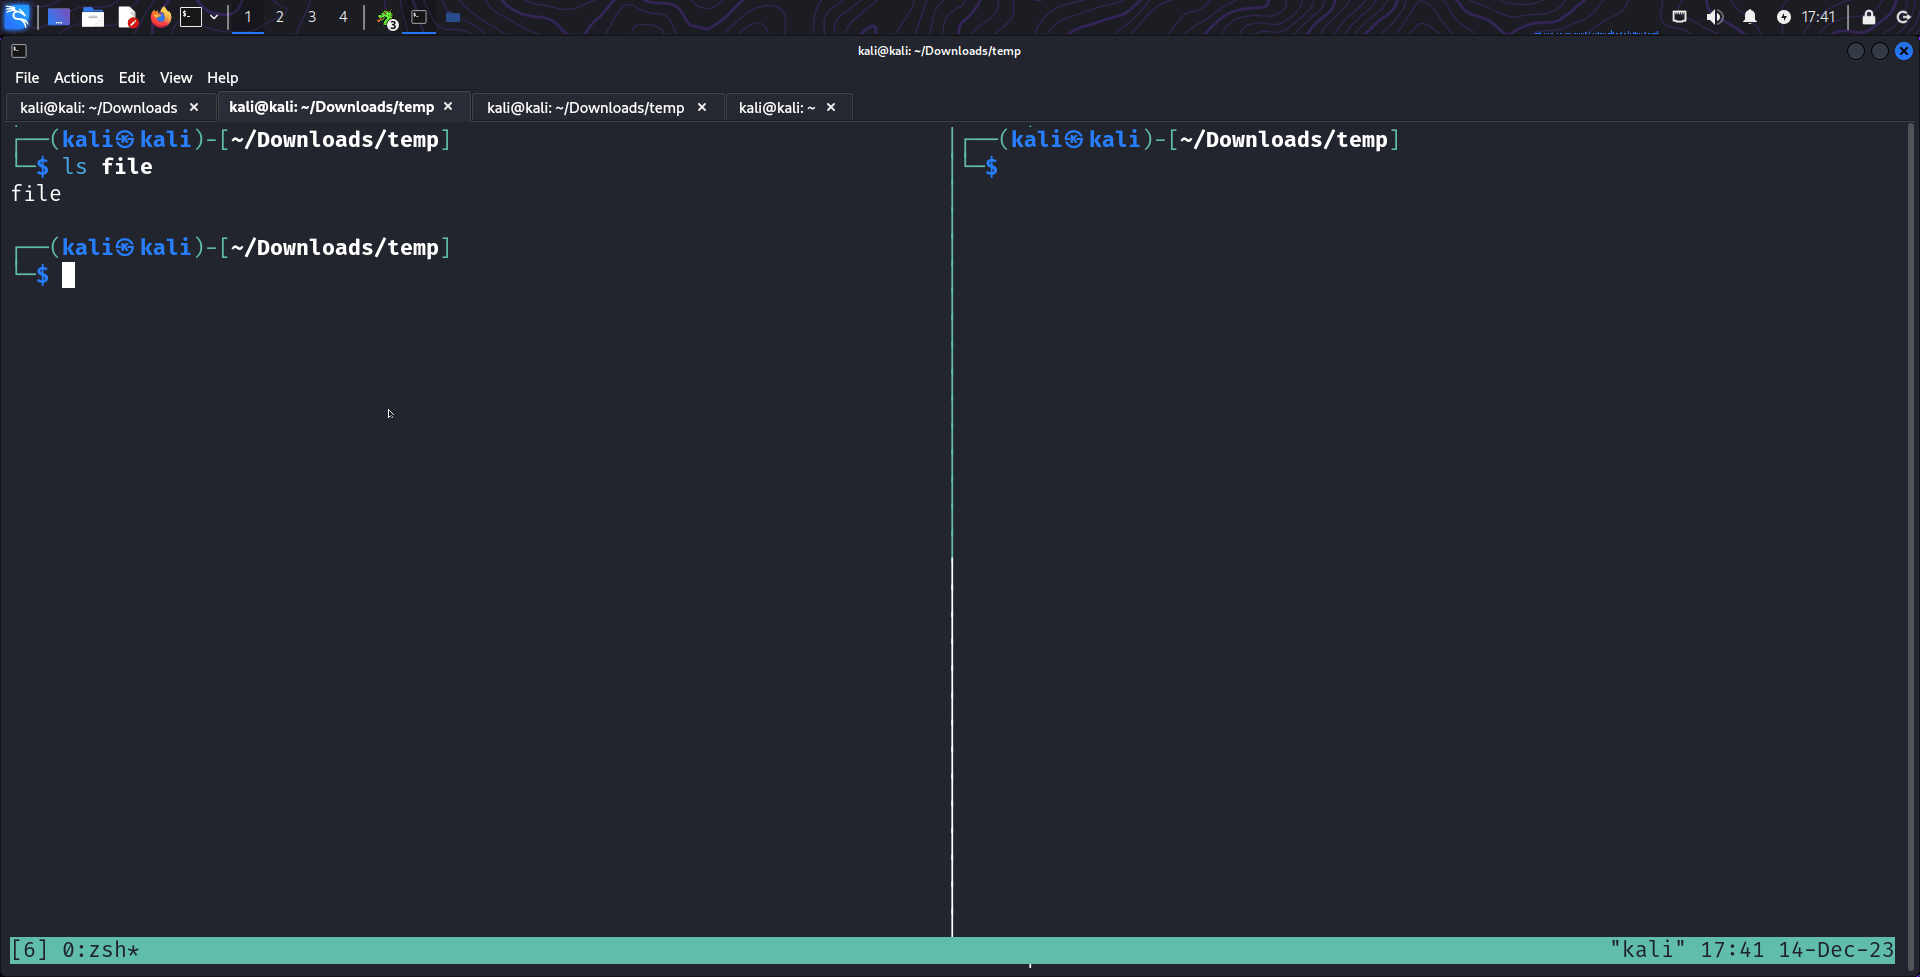 1 2 3 4 3 17:41
kali@kali: ~/Downloads/temp
File Actions Edit View Help
kali@kali: ~/Downloads kali@kali: ~/Downloads/temp kali@kali: ~/Downloads/temp kali@kali: ~
┌──(kali㉿kali)-[~/Downloads/temp]
└─$ ls file
file
┌──(kali㉿kali)-[~/Downloads/temp]
└─$
┌──(kali㉿kali)-[~/Downloads/temp]
└─$
[6] 0:zsh* "kali" 17:41 14-Dec-23